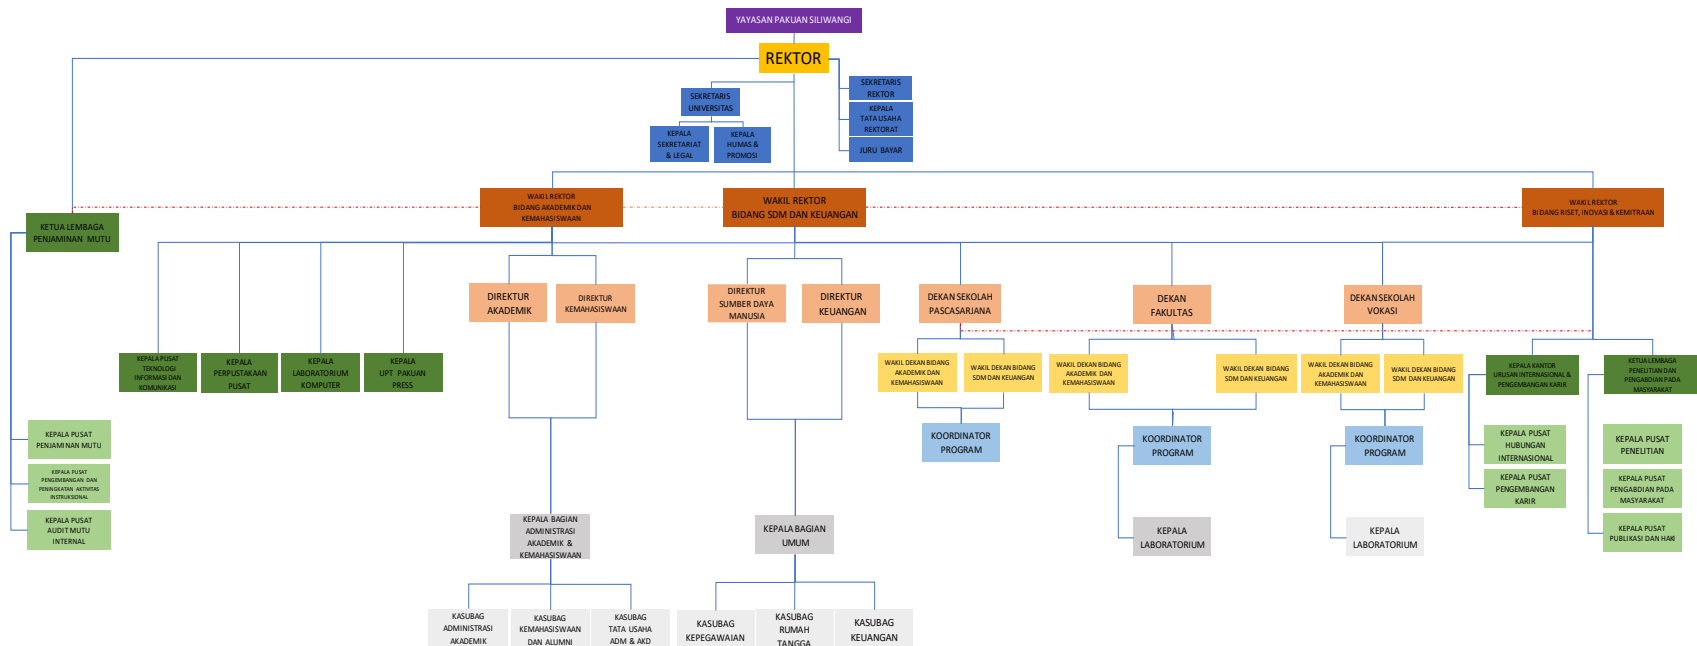 YAYASAN PAKUAN SILIWANGI
REKTOR
SEKRETARIS
UNIVERSITAS
SEKRETARIS
REKTOR
KEPALA
TATA USAHA
REKTORAT
KEPALA
SEKRETARIAT
& LEGAL
KEPALA
HUMAS &
PROMOSI
JURU BAYAR
WAKIL REKTOR
BIDANG AKADEMIK DAN
KEMAHASISWAAN
WAKIL REKTOR
BIDANG SDM DAN KEUANGAN
WAKIL REKTOR
BIDANG RISET, INOVASI & KEMITRAAN
KETUA LEMBAGA
PENJAMINAN MUTU
DIREKTUR
AKADEMIK
DIREKTUR
KEMAHASISWAAN
DIREKTUR
SUMBER DAYA
MANUSIA
DIREKTUR
KEUANGAN
DEKAN SEKOLAH
PASCASARJANA
DEKAN
FAKULTAS
DEKAN SEKOLAH
VOKASI
KEPALA PUSAT
TEKNOLOGI
INFORMASI DAN
KOMUNIKASI
KEPALA
PERPUSTAKAAN
PUSAT
KEPALA
LABORATORIUM
KOMPUTER
KEPALA
UPT PAKUAN
PRESS
WAKIL DEKAN BIDANG
AKADEMIK DAN
KEMAHASISWAAN
WAKIL DEKAN BIDANG
SDM DAN KEUANGAN
WAKIL DEKAN BIDANG
AKADEMIK DAN
KEMAHASISWAAN
WAKIL DEKAN BIDANG
SDM DAN KEUANGAN
WAKIL DEKAN BIDANG
AKADEMIK DAN
KEMAHASISWAAN
WAKIL DEKAN BIDANG
SDM DAN KEUANGAN
KEPALA KANTOR
URUSAN INTERNASIONAL &
PENGEMBANGAN KARIR
KETUA LEMBAGA
PENELITIAN DAN
PENGABDIAN PADA
MASYARAKAT
KEPALA PUSAT
PENJAMINAN MUTU
KOORDINATOR
PROGRAM
KOORDINATOR
PROGRAM
KOORDINATOR
PROGRAM
KEPALA PUSAT
HUBUNGAN
INTERNASIONAL
KEPALA PUSAT
PENELITIAN
KEPALA PUSAT
PENGEMBANGAN DAN
PENINGKATAN AKTIVITAS
INSTRUKSIONAL
KEPALA PUSAT
PENGEMBANGAN
KARIR
KEPALA PUSAT
PENGABDIAN PADA
MASYARAKAT
KEPALA PUSAT
AUDIT MUTU
INTERNAL
KEPALA BAGIAN
ADMINISTRASI
AKADEMIK &
KEMAHASISWAAN
KEPALA BAGIAN
UMUM
KEPALA
LABORATORIUM
KEPALA
LABORATORIUM
KEPALA PUSAT
PUBLIKASI DAN HAKI
KASUBAG
ADMINISTRASI
AKADEMIK
KASUBAG
KEMAHASISWAAN
DAN ALUMNI
KASUBAG
TATA USAHA
ADM & AKD
KASUBAG
KEPEGAWAIAN
KASUBAG
RUMAH
TANGGA
KASUBAG
KEUANGAN